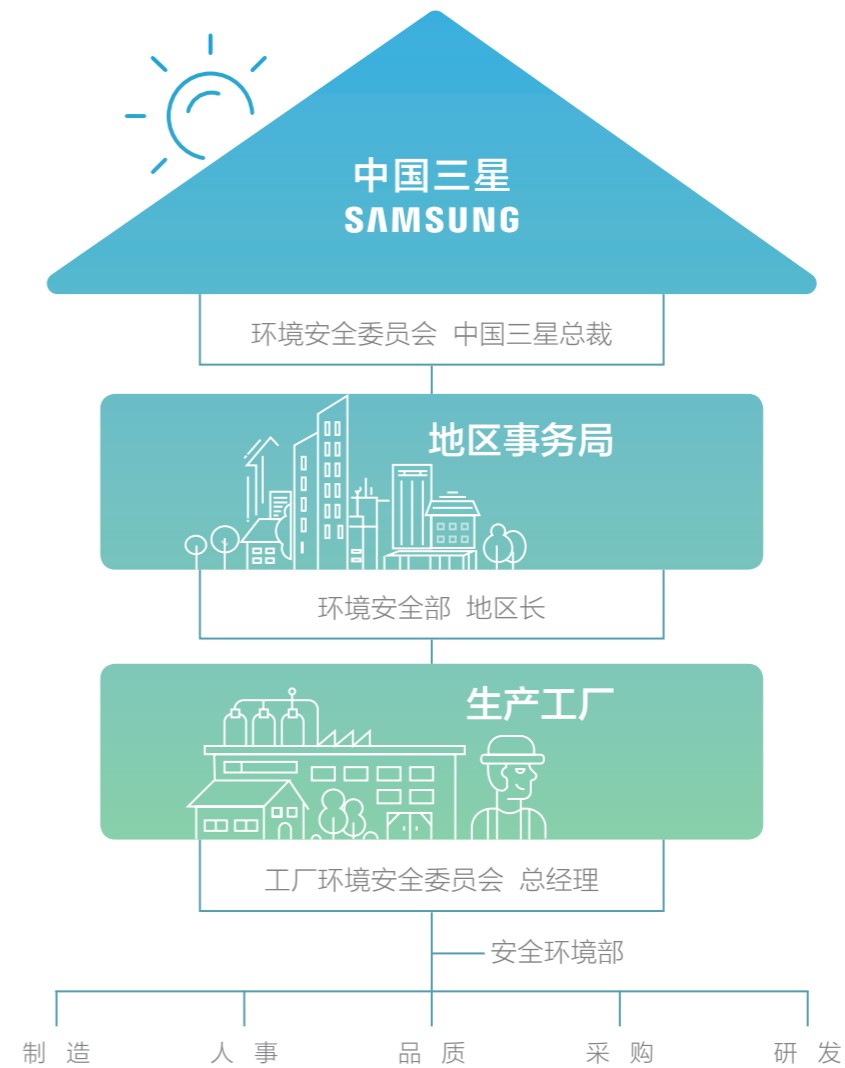 中国三星
SAMSUNG
环境安全委员会 中国三星总裁
地区事务局
环境安全部 地区长
生产工厂
工厂环境安全委员会 总经理
安全环境部
制造 人事 品质 采购 研发